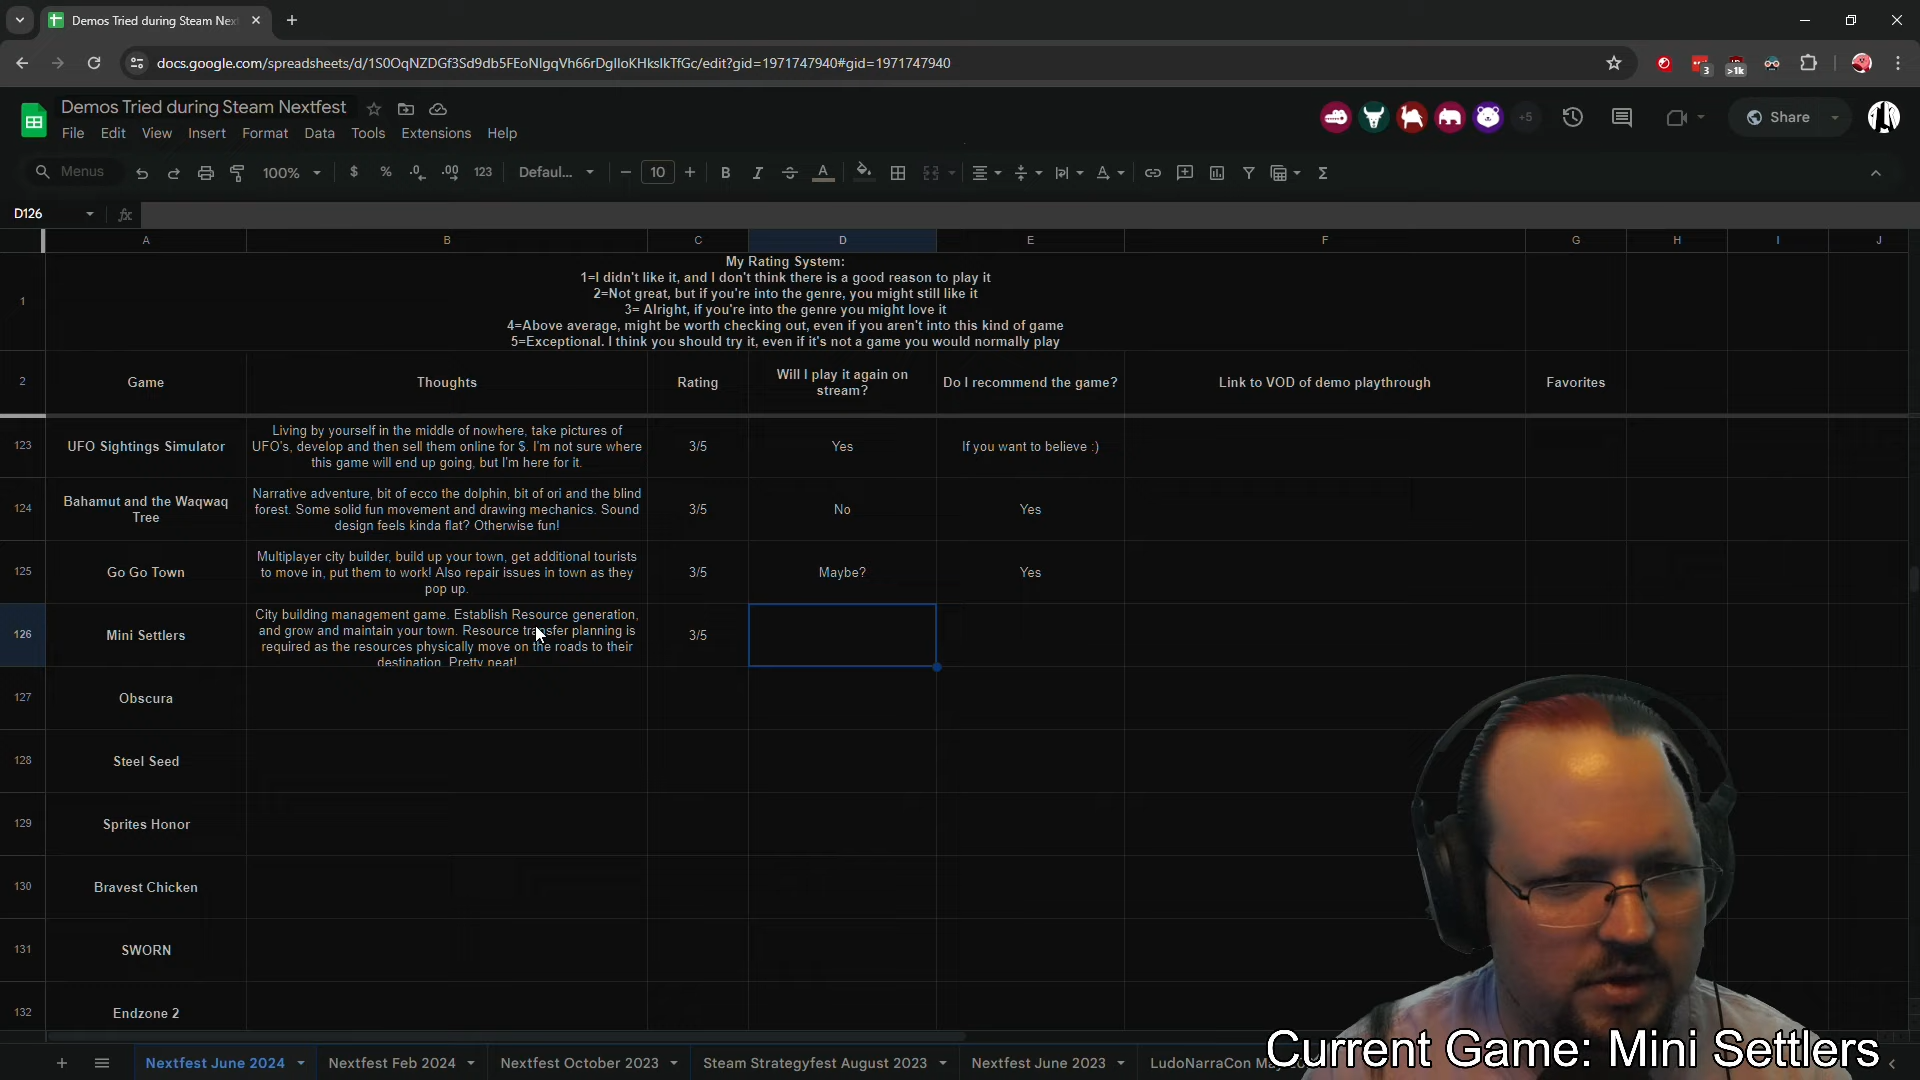 Demos Tried during Steam Nex
docs.google.com/spreadsheets/d/1S0OqNZDGf3Sd9db5FEoNlgqVh66rDglIoKHkslkTfGc/edit?gid=1971747940#gid=1971747940
3
>1k
Demos Tried during Steam Nextfest
+5
Share
File Edit View Insert Format Data Tools Extensions Help
Menus
100%
$ % .0 .00 123
Defaul...
10
B I
D126
fx
A B C D E F G H I J
1
My Rating System:
1=I didn't like it, and I don't think there is a good reason to play it
2=Not great, but if you're into the genre, you might still like it
3= Alright, if you're into the genre you might love it
4=Above average, might be worth checking out, even if you aren't into this kind of game
5=Exceptional. I think you should try it, even if it's not a game you would normally play
2
Game
Thoughts
Rating
Will I play it again on
stream?
Do I recommend the game?
Link to VOD of demo playthrough
Favorites
123
UFO Sightings Simulator
Living by yourself in the middle of nowhere, take pictures of
UFO's, develop and then sell them online for $. I'm not sure where
this game will end up going, but I'm here for it.
3/5
Yes
If you want to believe :)
124
Bahamut and the Waqwaq
Tree
Narrative adventure, bit of ecco the dolphin, bit of ori and the blind
forest. Some solid fun movement and drawing mechanics. Sound
design feels kinda flat? Otherwise fun!
3/5
No
Yes
125
Go Go Town
Multiplayer city builder, build up your town, get additional tourists
to move in, put them to work! Also repair issues in town as they
pop up.
3/5
Maybe?
Yes
126
Mini Settlers
City building management game. Establish Resource generation,
and grow and maintain your town. Resource transfer planning is
required as the resources physically move on the roads to their
destination. Pretty neat!
3/5
127
Obscura
128
Steel Seed
129
Sprites Honor
130
Bravest Chicken
131
SWORN
132
Endzone 2
Nextfest June 2024
Nextfest Feb 2024
Nextfest October 2023
Steam Strategyfest August 2023
Nextfest June 2023
LudoNarraCon
Current Game: Mini Settlers